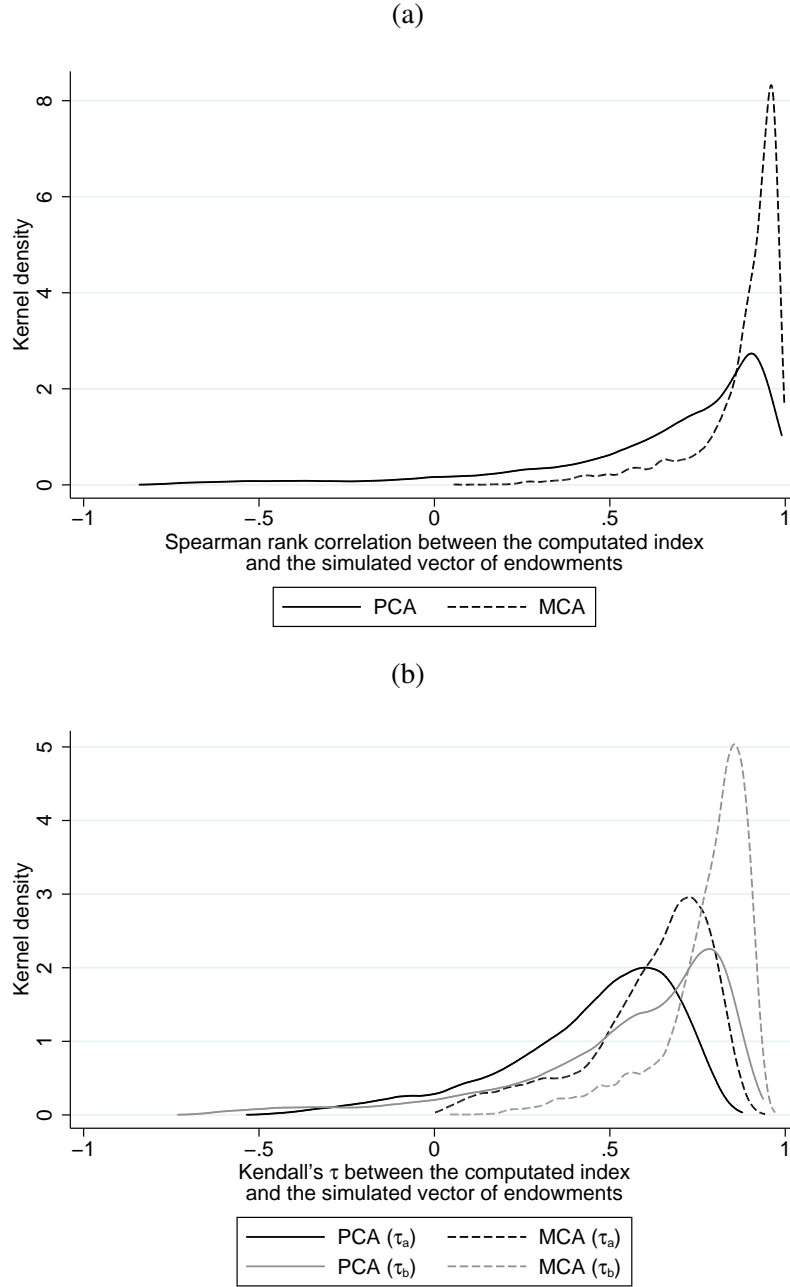 (a)
Kernel density
8
6
4
2
0
−1
−.5
0
.5
1
Spearman rank correlation between the computated index
and the simulated vector of endowments
PCA
MCA
(b)
Kernel density
5
4
3
2
1
0
−1
−.5
0
.5
1
Kendall's τ between the computated index
and the simulated vector of endowments
PCA (τa)
MCA (τa)
PCA (τb)
MCA (τb)